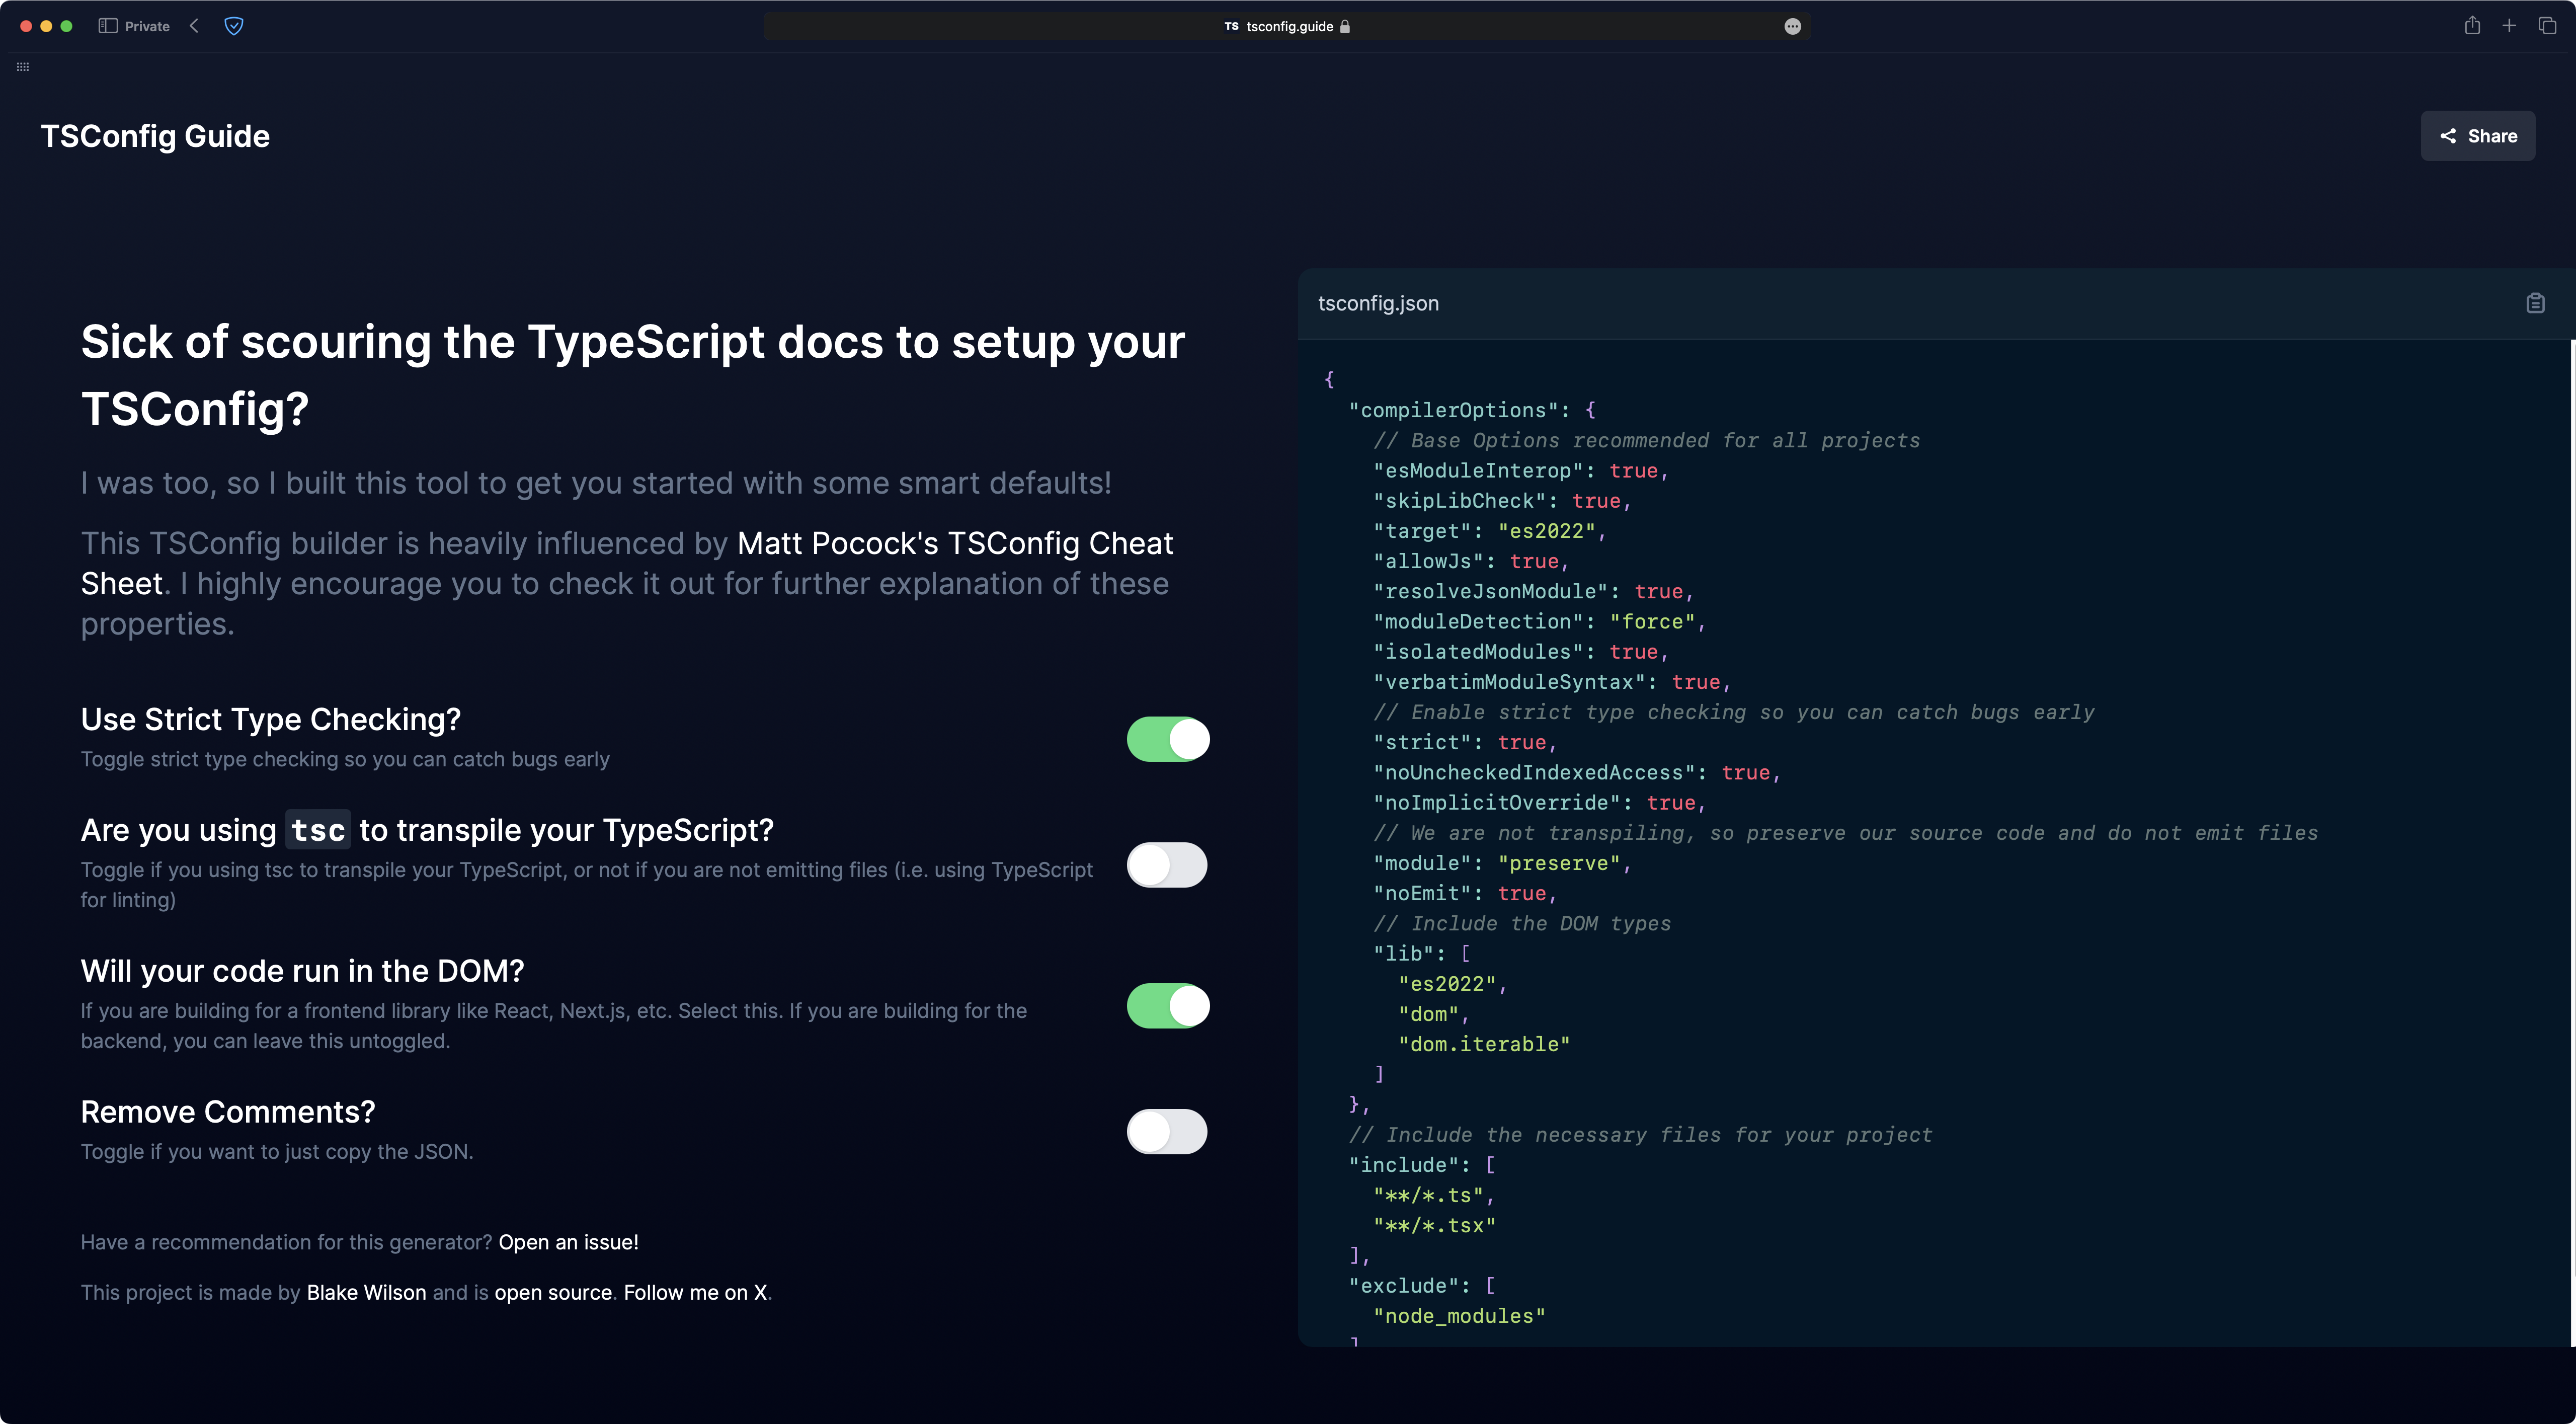 Private
TS tsconfig.guide
TSConfig Guide
Share
Sick of scouring the TypeScript docs to setup your
TSConfig?
I was too, so I built this tool to get you started with some smart defaults!
This TSConfig builder is heavily influenced by Matt Pocock's TSConfig Cheat
Sheet. I highly encourage you to check it out for further explanation of these
properties.
Use Strict Type Checking?
Toggle strict type checking so you can catch bugs early
Are you using tsc to transpile your TypeScript?
Toggle if you using tsc to transpile your TypeScript, or not if you are not emitting files (i.e. using TypeScript
for linting)
Will your code run in the DOM?
If you are building for a frontend library like React, Next.js, etc. Select this. If you are building for the
backend, you can leave this untoggled.
Remove Comments?
Toggle if you want to just copy the JSON.
Have a recommendation for this generator? Open an issue!
This project is made by Blake Wilson and is open source. Follow me on X.
tsconfig.json
{
  "compilerOptions": {
    // Base Options recommended for all projects
    "esModuleInterop": true,
    "skipLibCheck": true,
    "target": "es2022",
    "allowJs": true,
    "resolveJsonModule": true,
    "moduleDetection": "force",
    "isolatedModules": true,
    "verbatimModuleSyntax": true,
    // Enable strict type checking so you can catch bugs early
    "strict": true,
    "noUncheckedIndexedAccess": true,
    "noImplicitOverride": true,
    // We are not transpiling, so preserve our source code and do not emit files
    "module": "preserve",
    "noEmit": true,
    // Include the DOM types
    "lib": [
      "es2022",
      "dom",
      "dom.iterable"
    ]
  },
  // Include the necessary files for your project
  "include": [
    "**/*.ts",
    "**/*.tsx"
  ],
  "exclude": [
    "node_modules"
  ]